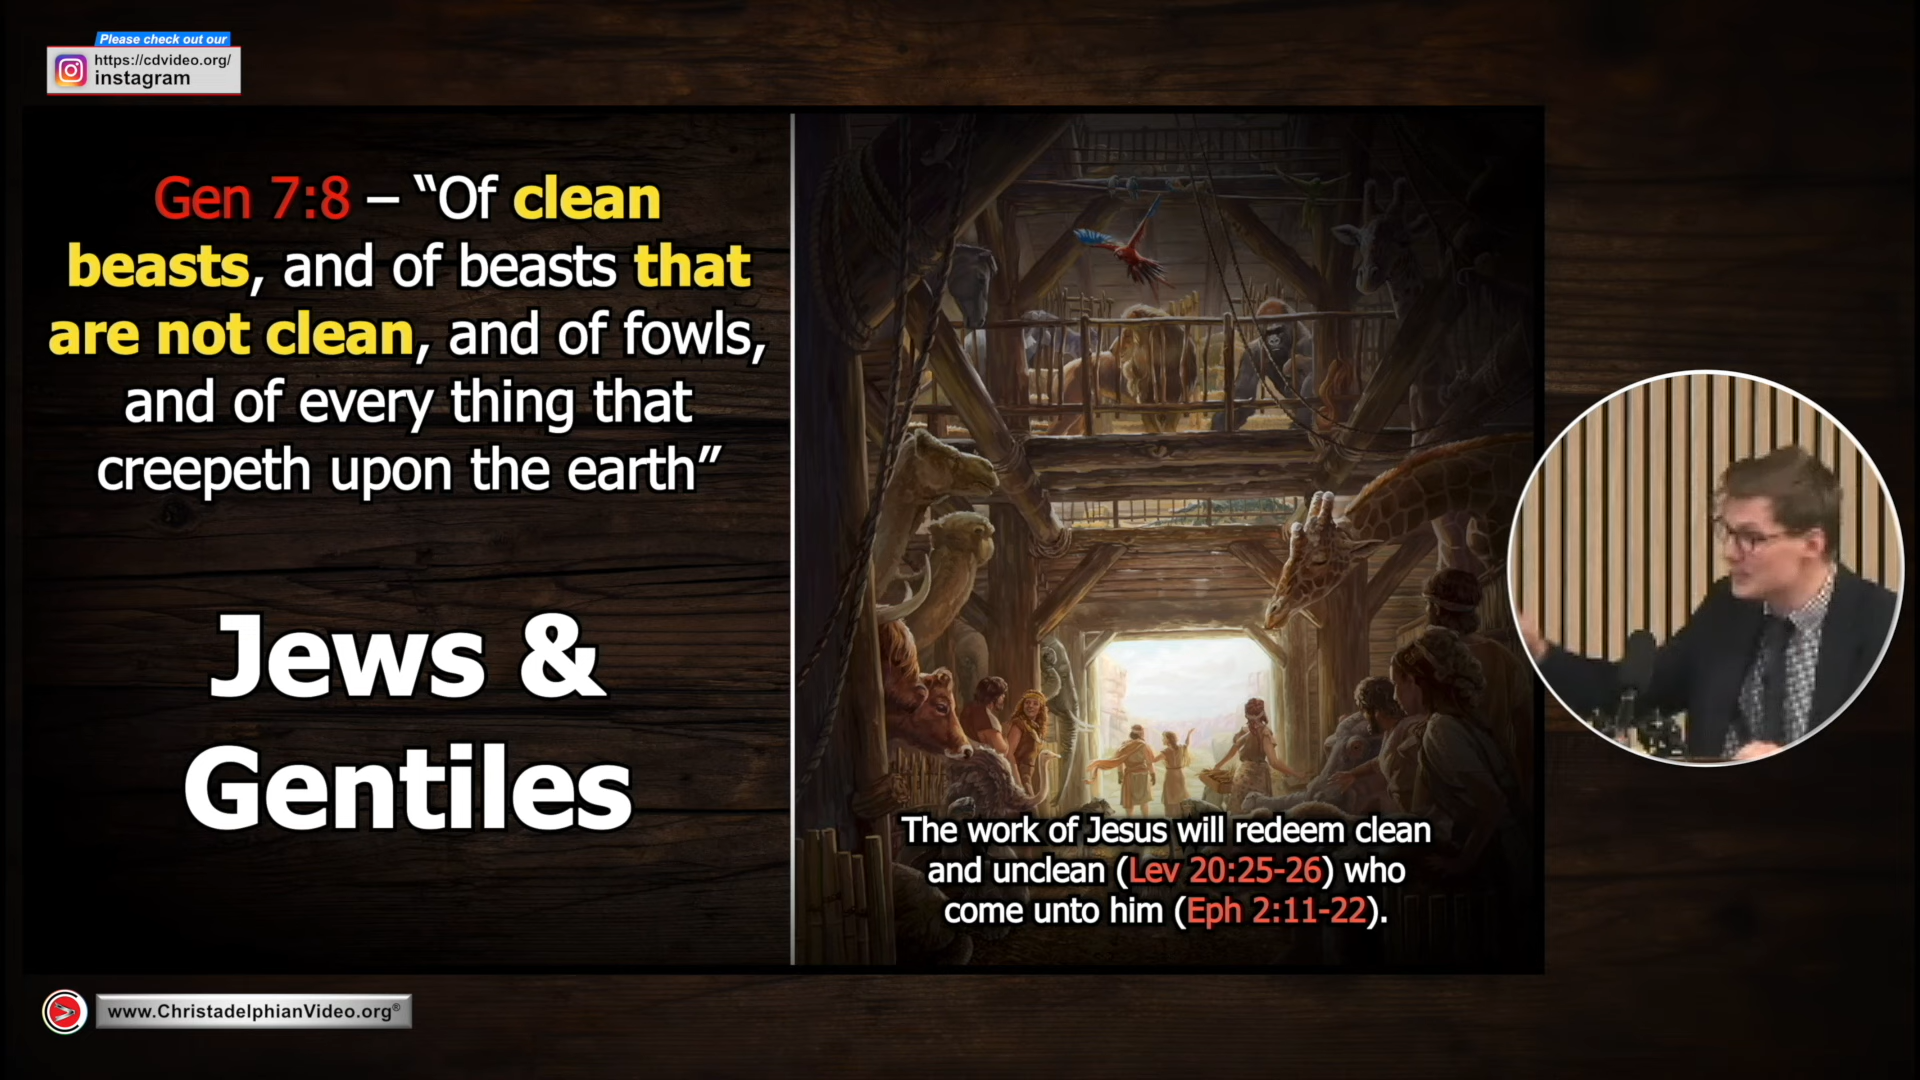 Please check out our
https://cdvideo.org/
instagram
Gen 7:8 – “Of clean
beasts, and of beasts that
are not clean, and of fowls,
and of every thing that
creepeth upon the earth”
Jews &
Gentiles
The work of Jesus will redeem clean
and unclean (Lev 20:25-26) who
come unto him (Eph 2:11-22).
www.ChristadelphianVideo.org®